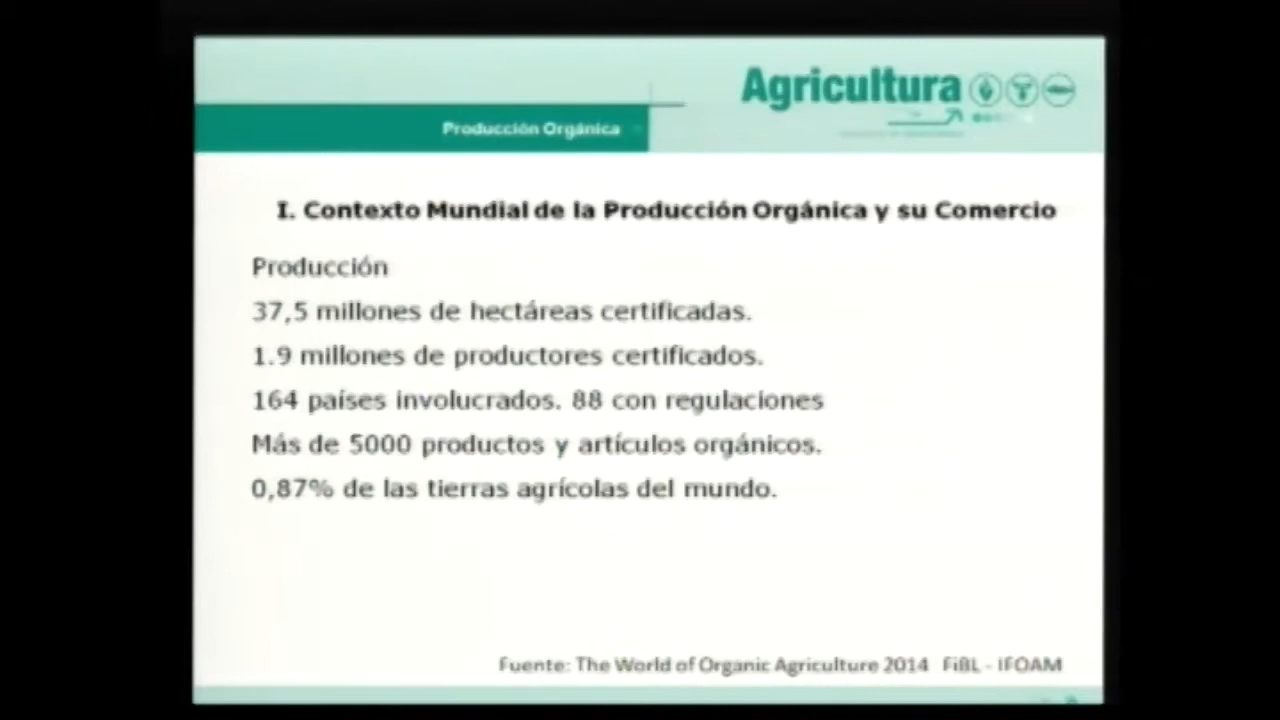 Agricultura
Producción Orgánica
I. Contexto Mundial de la Producción Orgánica y su Comercio
Producción
37,5 millones de hectáreas certificadas.
1.9 millones de productores certificados.
164 países involucrados. 88 con regulaciones
Más de 5000 productos y artículos orgánicos.
0,87% de las tierras agrícolas del mundo.
Fuente: The World of Organic Agriculture 2014 FiBL - IFOAM